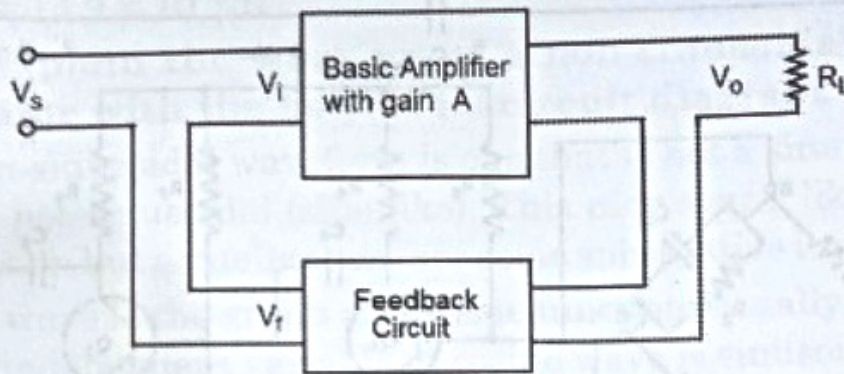 Basic Amplifier
with gain A
Vs
Vi
Vo
RL
Feedback
Circuit
Vf